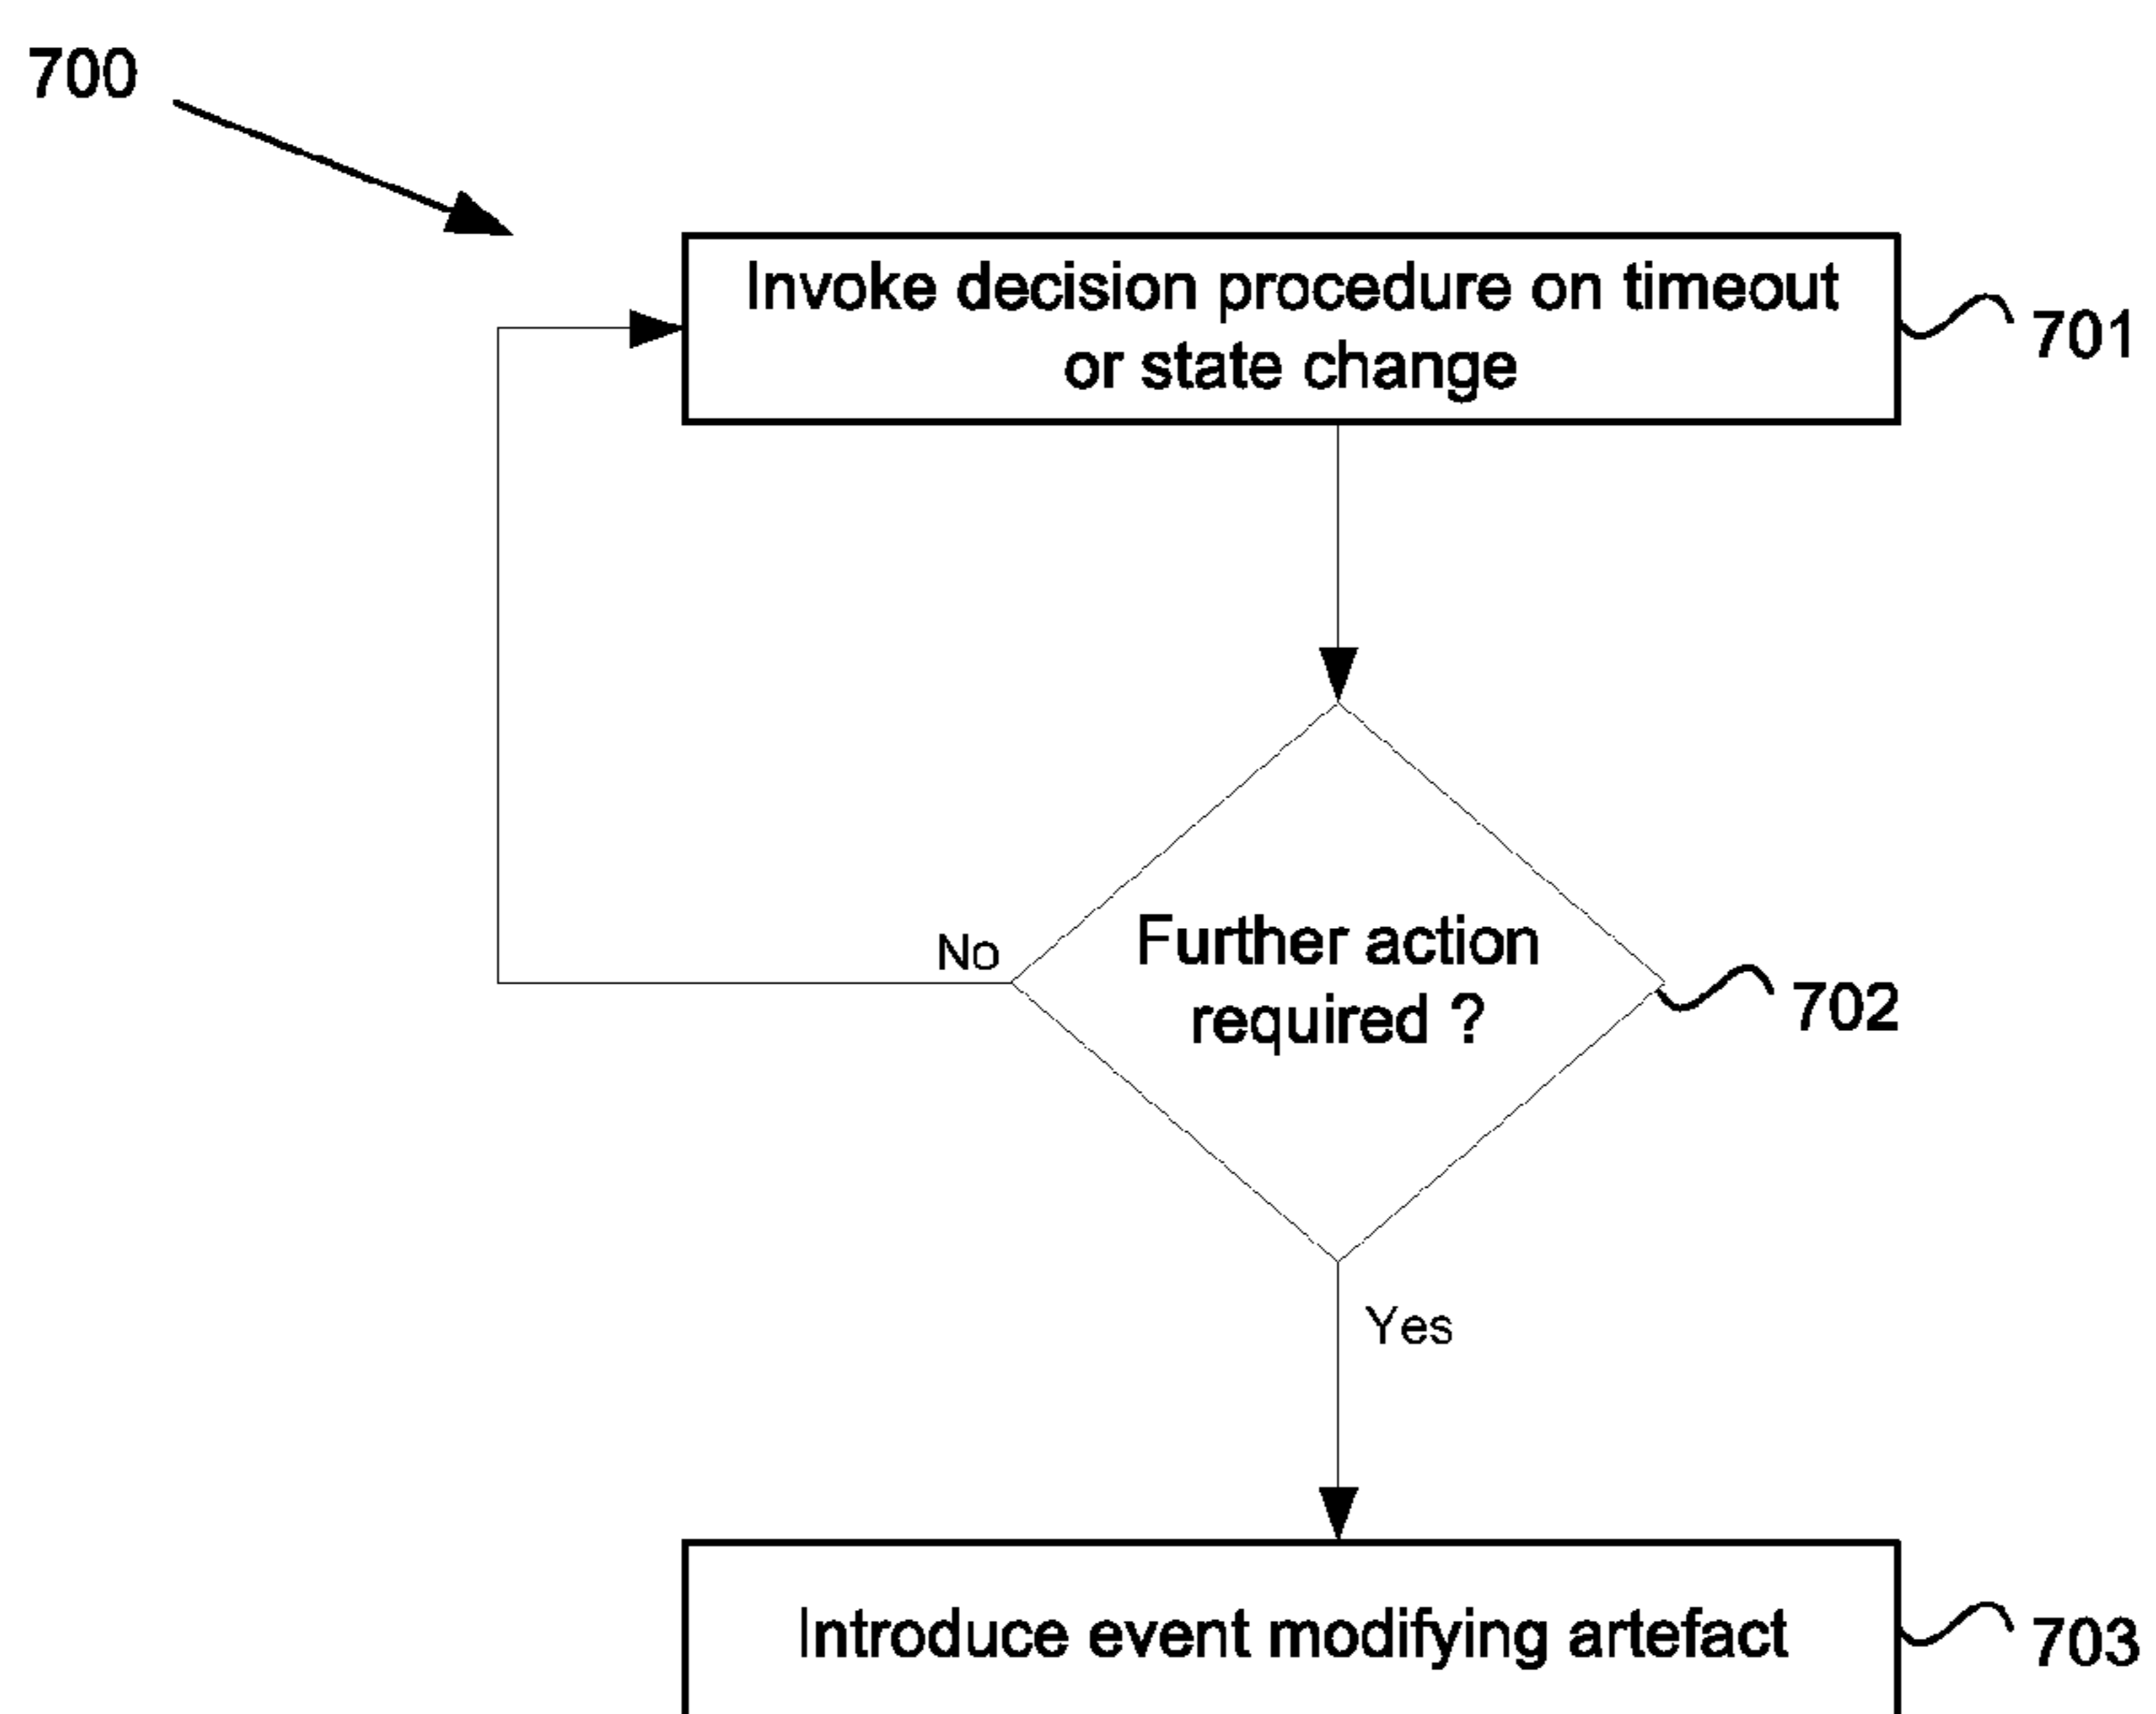 700
Invoke decision procedure on timeout
or state change
701
No
Further action
required ?
702
Yes
Introduce event modifying artefact
703